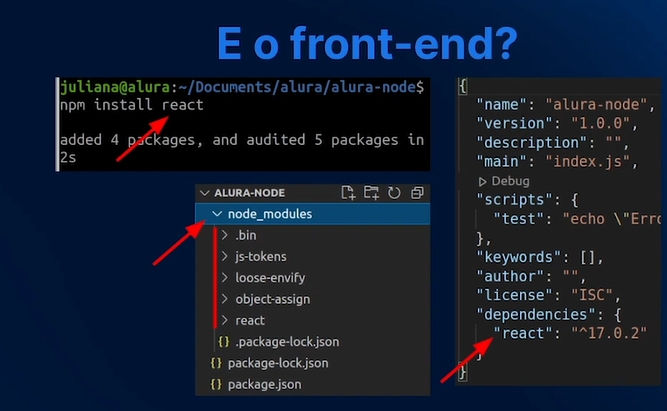 E o front-end?
juliana@alura:~/Documents/alura/alura-node$
npm install react
added 4 packages, and audited 5 packages in
2s
ALURA-NODE
node_modules
.bin
js-tokens
loose-envify
object-assign
react
{} .package-lock.json
{} package-lock.json
{} package.json
{
"name": "alura-node",
"version": "1.0.0",
"description": "",
"main": "index.js",
Debug
"scripts": {
"test": "echo \"Erro
},
"keywords": [],
"author": "",
"license": "ISC",
"dependencies": {
"react": "^17.0.2"
}
}